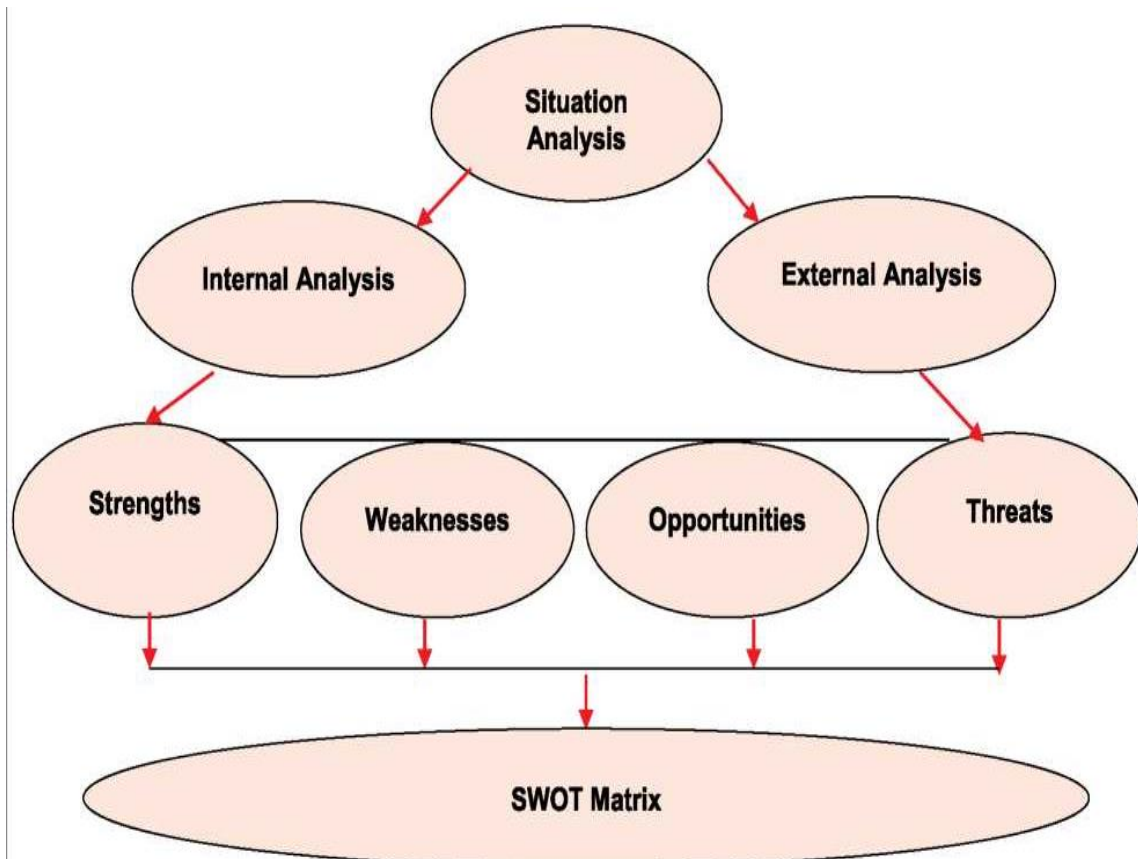 Situation
Analysis
Internal Analysis
External Analysis
Strengths
Weaknesses
Opportunities
Threats
SWOT Matrix